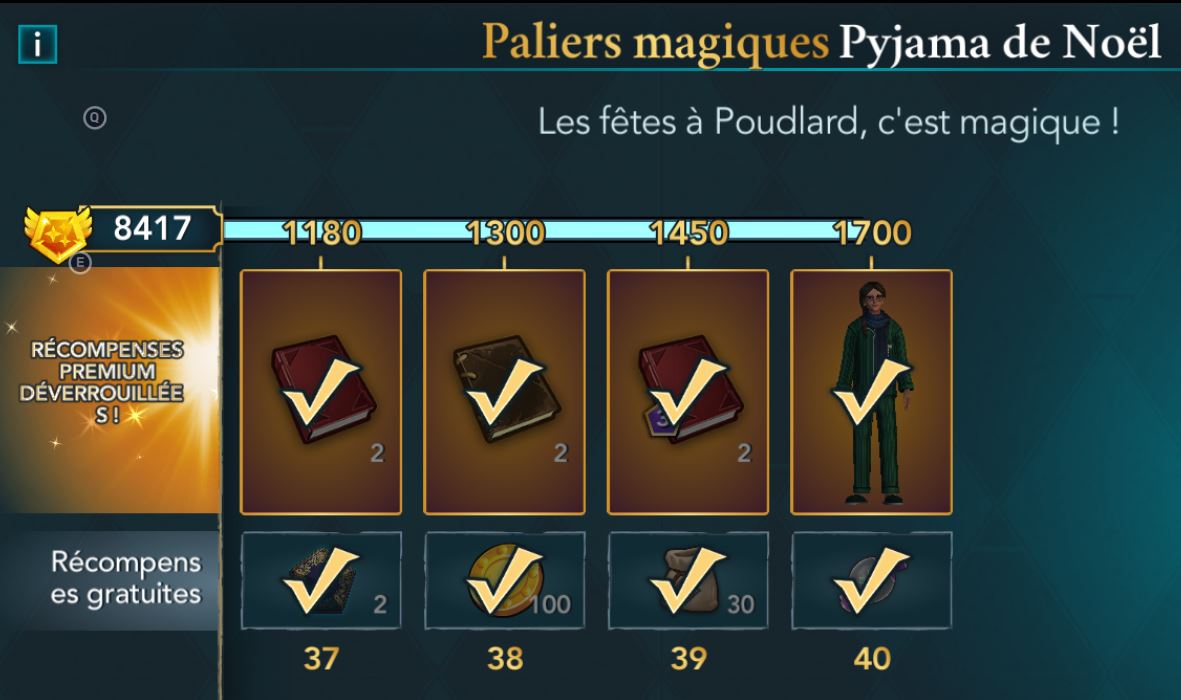 i
Paliers magiques Pyjama de Noël
Q
Les fêtes à Poudlard, c'est magique !
8417
1180 1300 1450 1700
E
RÉCOMPENSES
PREMIUM
DÉVERROUILLÉE
S !
2 2 2
Récompens
es gratuites
2 100 30
37 38 39 40